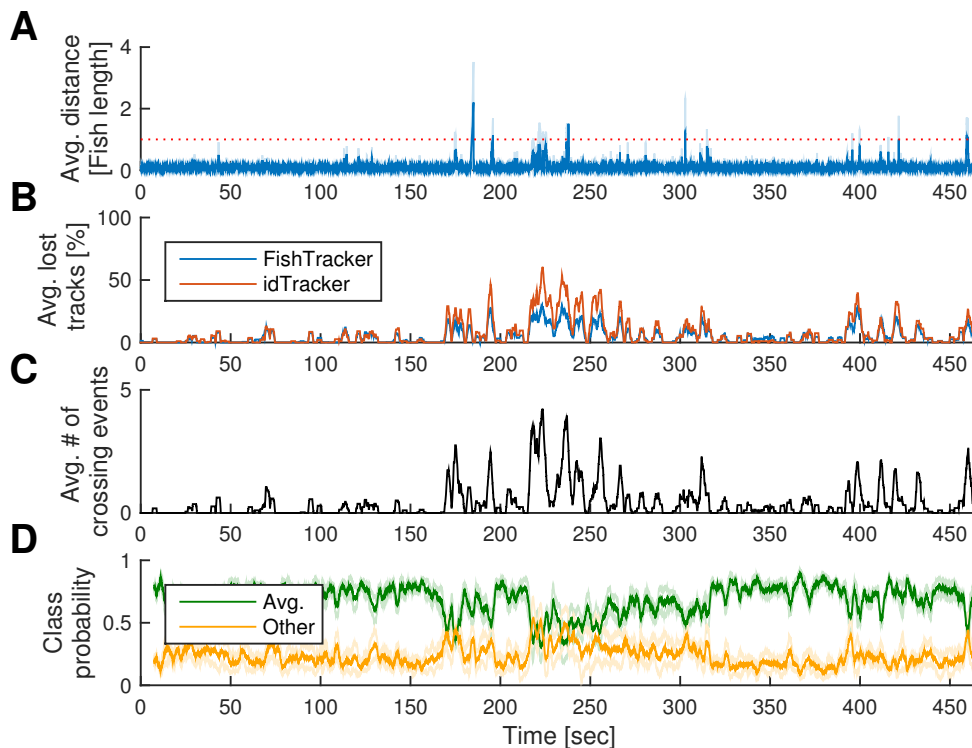 A
Avg. distance
[Fish length]
4
2
0
0 50 100 150 200 250 300 350 400 450
B
Avg. lost
tracks [%]
100
50
0
FishTracker
idTracker
0 50 100 150 200 250 300 350 400 450
C
Avg. # of
crossing events
5
0
0 50 100 150 200 250 300 350 400 450
D
Class
probability
1
0.5
0
Avg.
Other
0 50 100 150 200 250 300 350 400 450
Time [sec]